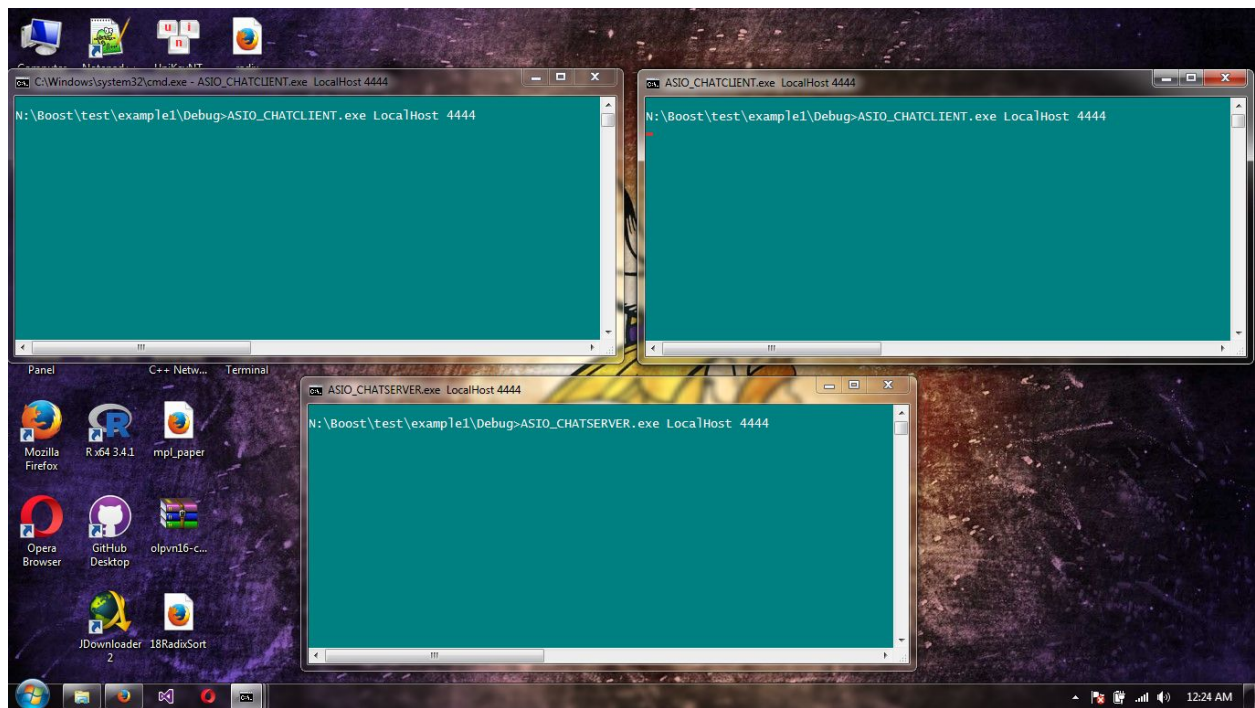 u n i
C:\Windows\system32\cmd.exe - ASIO_CHATCLIENT.exe LocalHost 4444
N:\Boost\test\example1\Debug>ASIO_CHATCLIENT.exe LocalHost 4444
ASIO_CHATCLIENT.exe LocalHost 4444
N:\Boost\test\example1\Debug>ASIO_CHATCLIENT.exe LocalHost 4444
Panel
C++ Netw...
Terminal
ASIO_CHATSERVER.exe LocalHost 4444
N:\Boost\test\example1\Debug>ASIO_CHATSERVER.exe LocalHost 4444
Mozilla
Firefox
R x64 3.4.1
mpl_paper
Opera
Browser
GitHub
Desktop
olpvn16-c...
JDownloader
2
18RadixSort
12:24 AM